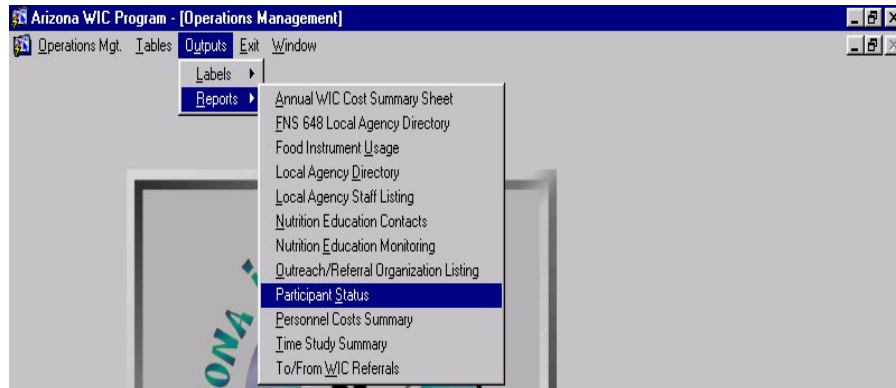 Arizona WIC Program - [Operations Management]
Operations Mgt. Tables Outputs Exit Window
Labels
Reports
Annual WIC Cost Summary Sheet
FNS 648 Local Agency Directory
Food Instrument Usage
Local Agency Directory
Local Agency Staff Listing
Nutrition Education Contacts
Nutrition Education Monitoring
Outreach/Referral Organization Listing
Participant Status
Personnel Costs Summary
Time Study Summary
To/From WIC Referrals